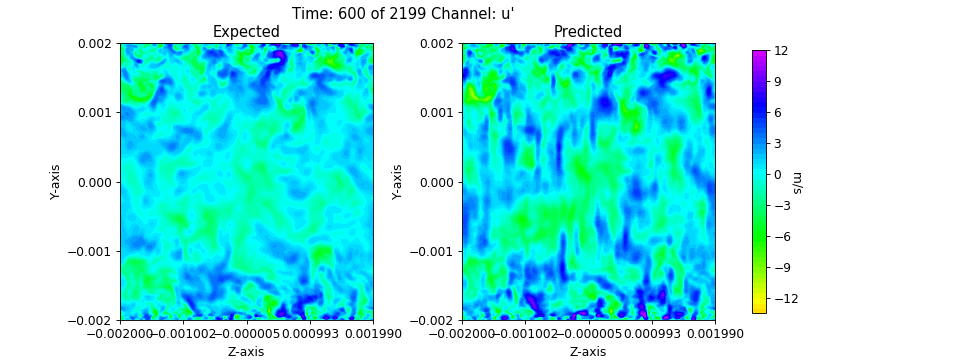 Time: 600 of 2199 Channel: u'
Expected
Predicted
0.002
0.001
0.000
−0.001
−0.002
Y-axis
−0.002000 −0.001002 −0.000005 0.000993 0.001990
Z-axis
0.002
0.001
0.000
−0.001
−0.002
Y-axis
−0.002000 −0.001002 −0.000005 0.000993 0.001990
Z-axis
12
9
6
3
0
−3
−6
−9
−12
m/s